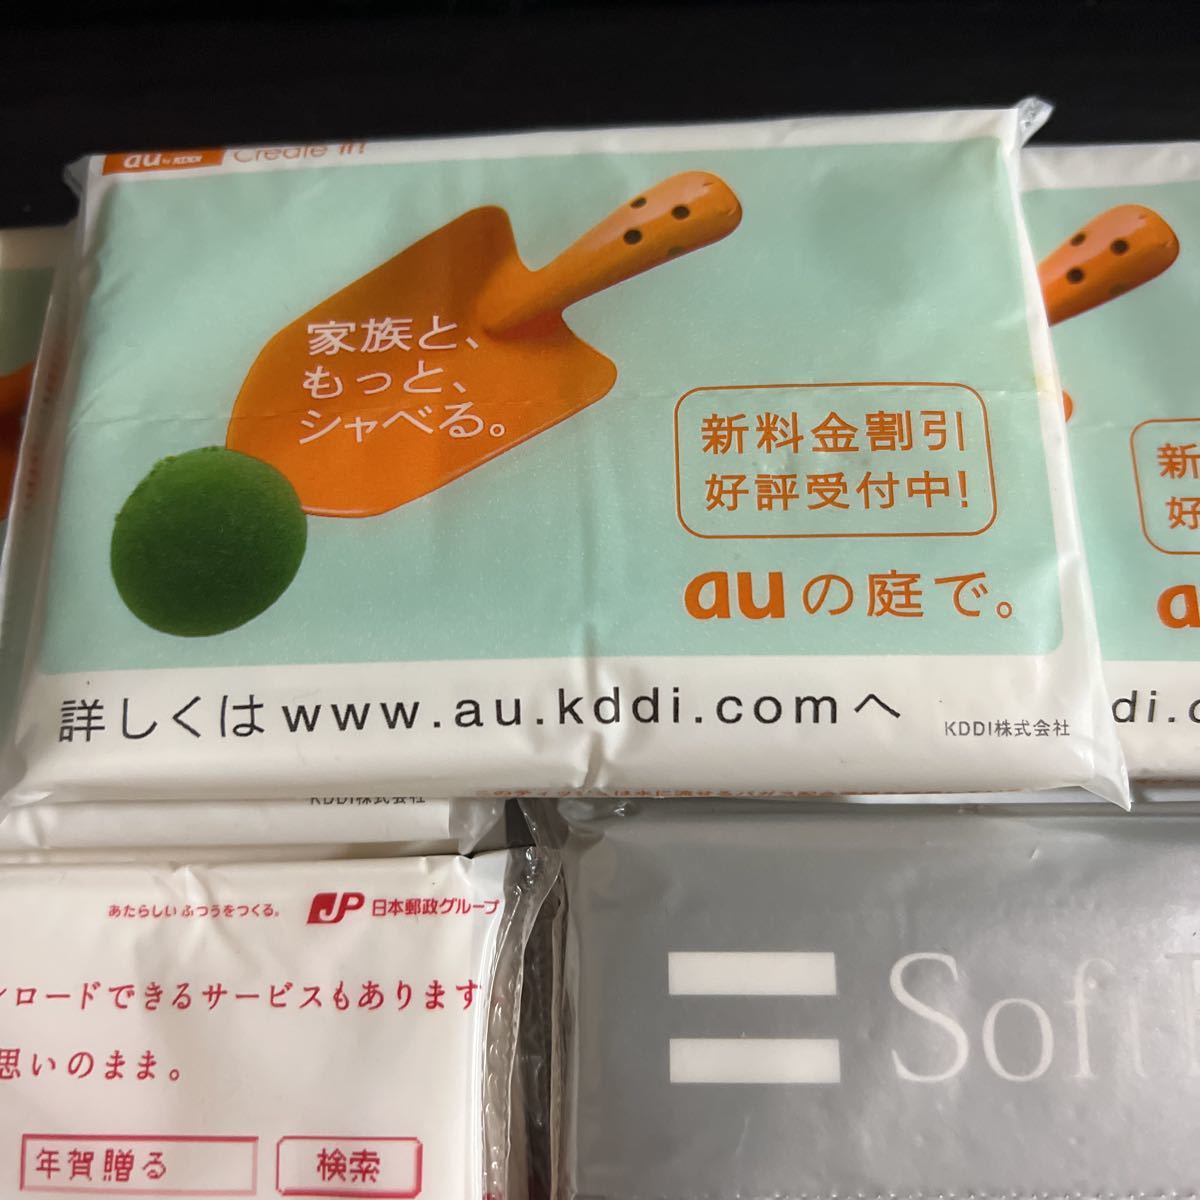 au by KDDI
Create it!
家族と、
もっと、
シャべる。
新料金割引
好評受付中!
auの庭で。
詳しくはwww.au.kddi.comへ
KDDI株式会社
新
好
a
di.c
KDDI株式会社
あたらしい ふつうをつくる。
JP 日本郵政グループ
ンロードできるサービスもあります
思いのまま。
年賀贈る
検索
Soft